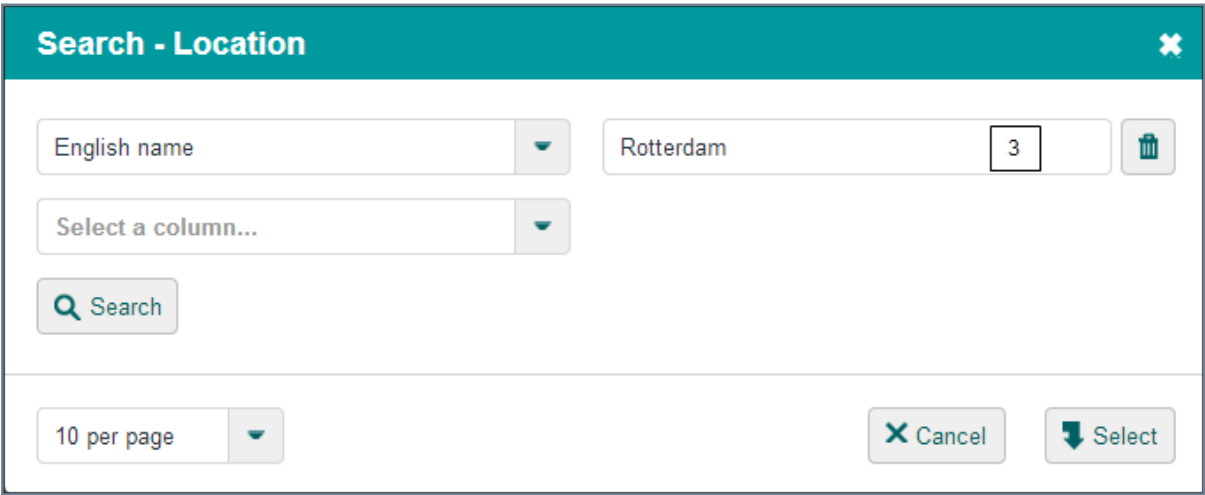 Search - Location
English name Rotterdam 3
Select a column...
Search
10 per page Cancel Select